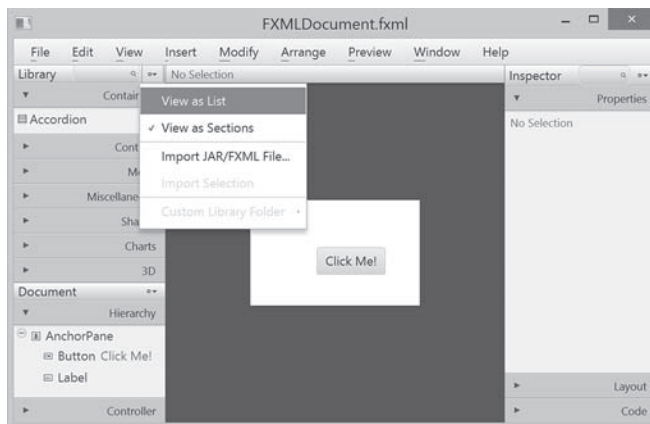 FXMLDocument.fxml
File Edit View Insert Modify Arrange Preview Window Help
Library
No Selection
Inspector
Contain
View as List
Properties
Accordion
✓ View as Sections
No Selection
Cont
Import JAR/FXML File...
Import Selection
Miscellane
Custom Library Folder
Sha
Charts
Click Me!
3D
Document
Hierarchy
AnchorPane
Button Click Me!
Label
Layout
Controller
Code